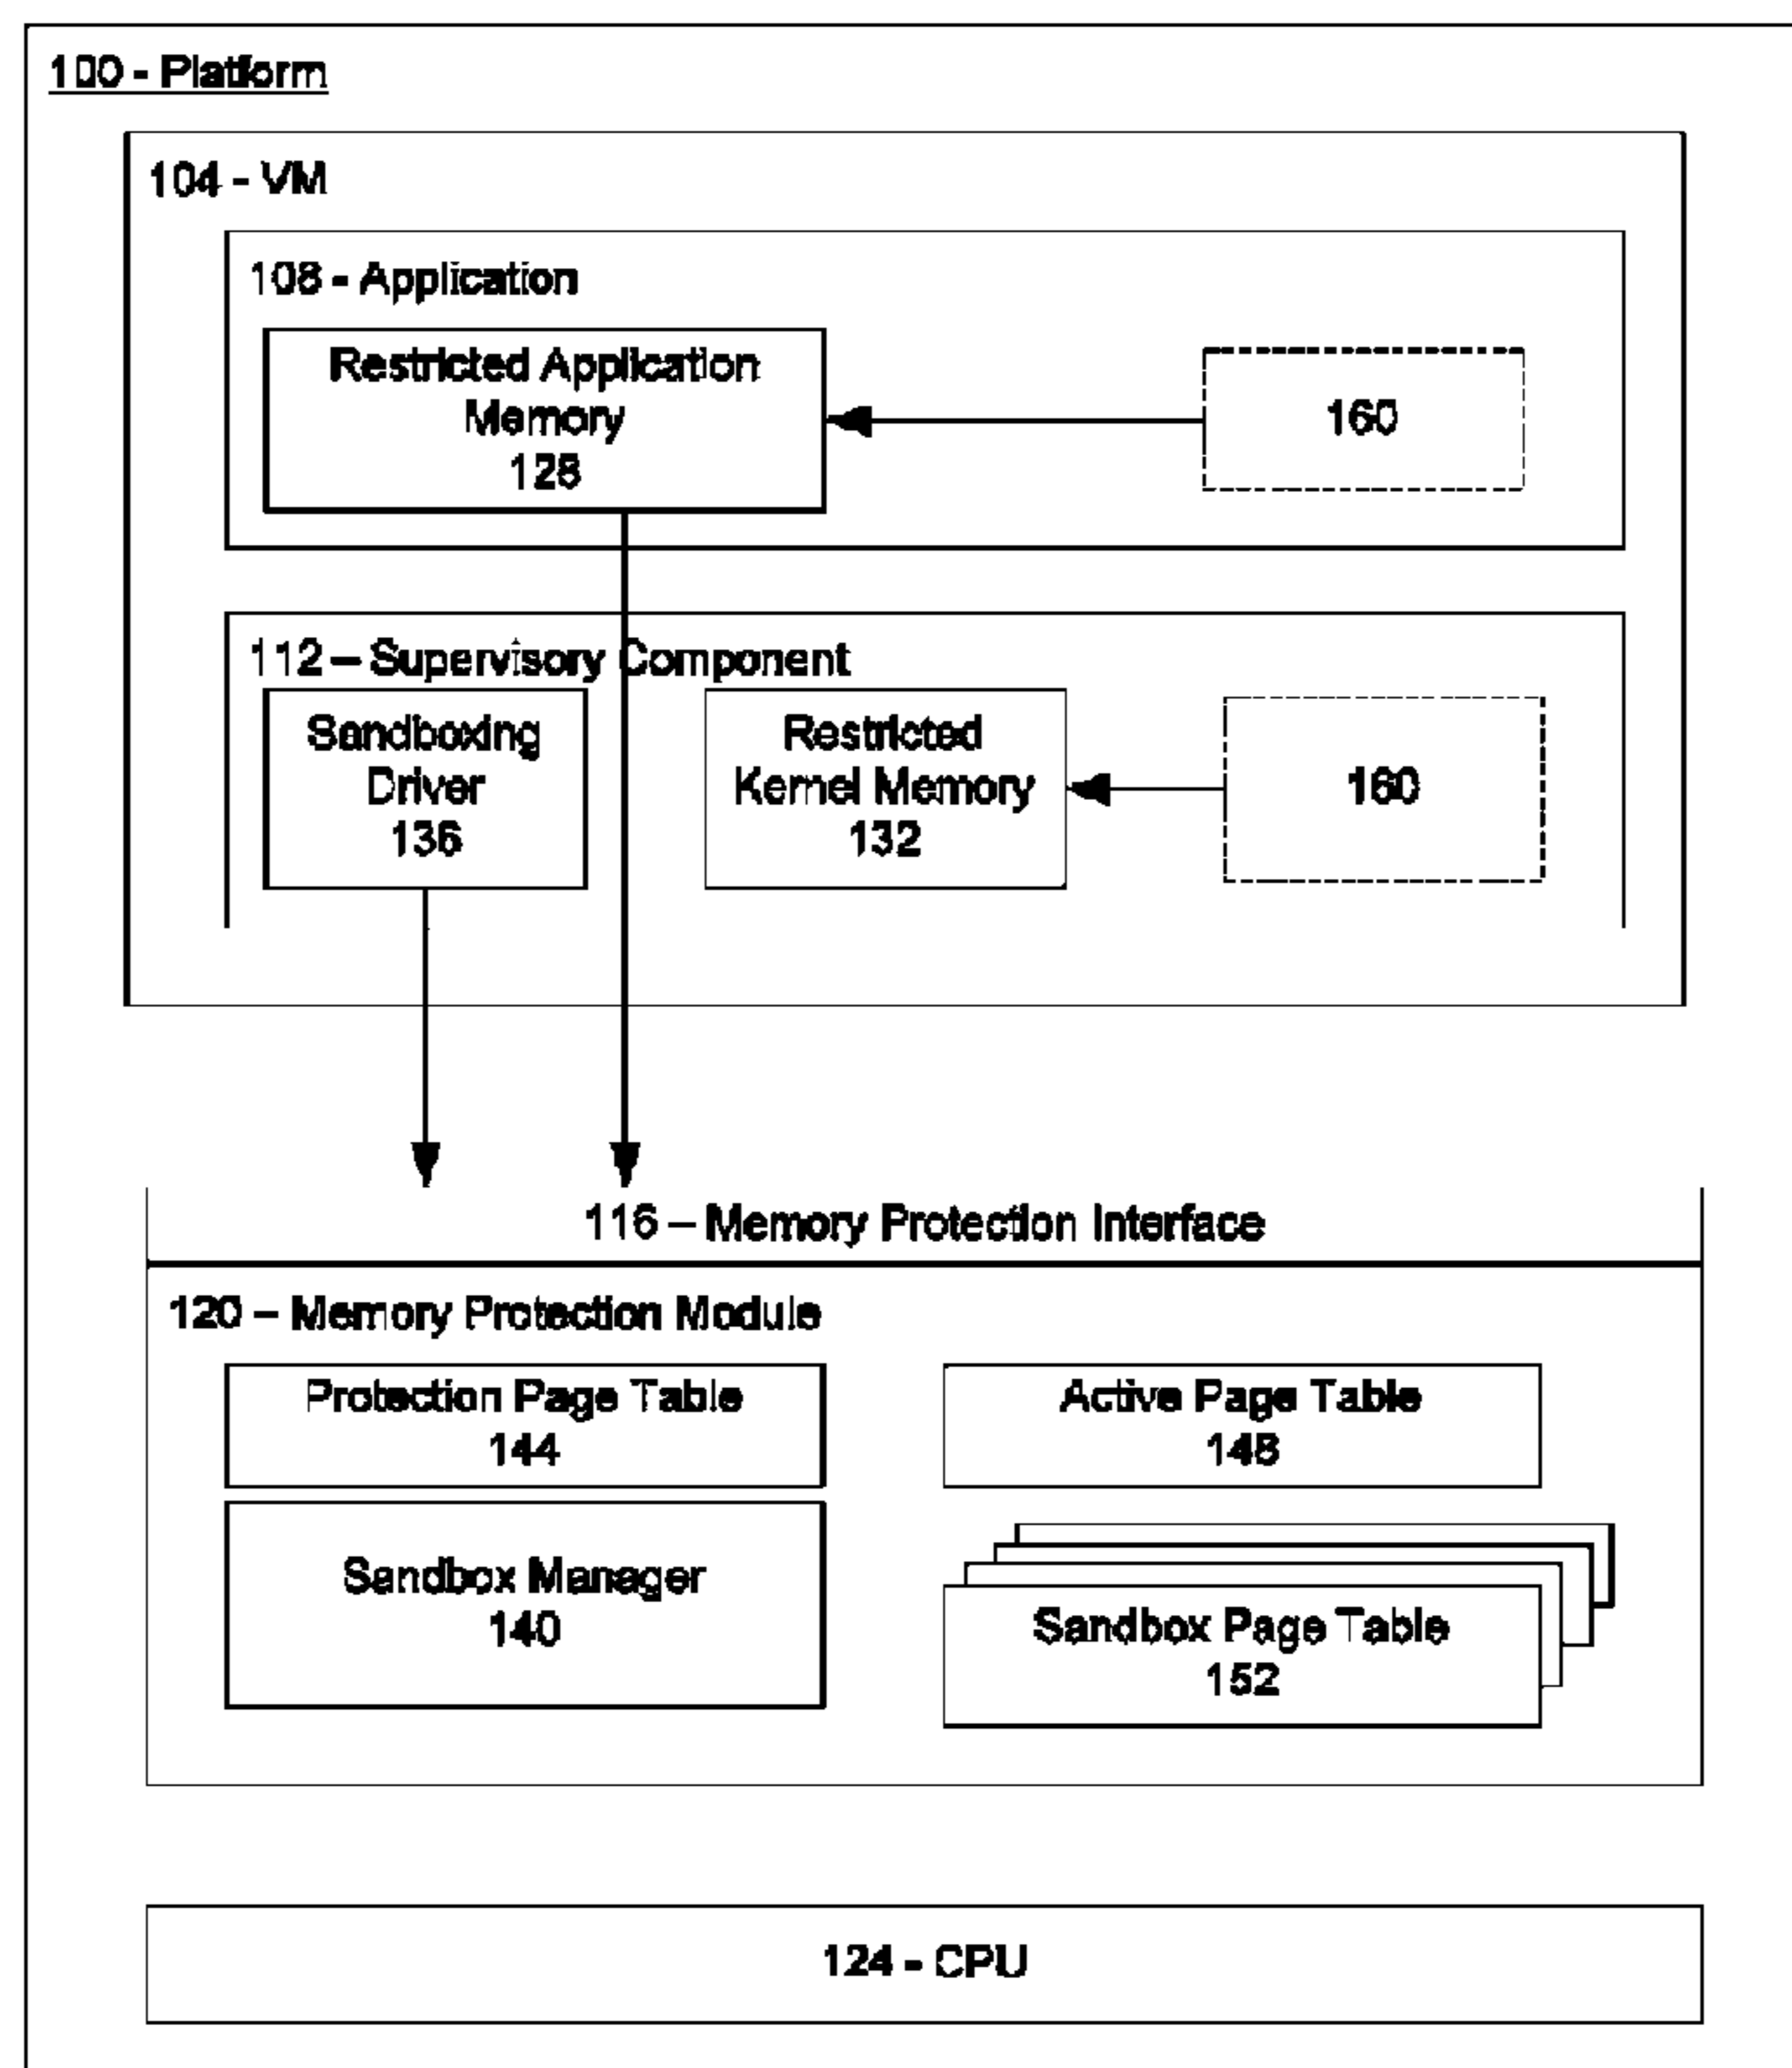 100 - Platform
104 - VM
108 - Application
Restricted Application
Memory
128
160
112 – Supervisory Component
Sandboxing
Driver
136
Restricted
Kernel Memory
132
160
116 – Memory Protection Interface
120 – Memory Protection Module
Protection Page Table
144
Active Page Table
148
Sandbox Manager
140
Sandbox Page Table
152
124 - CPU